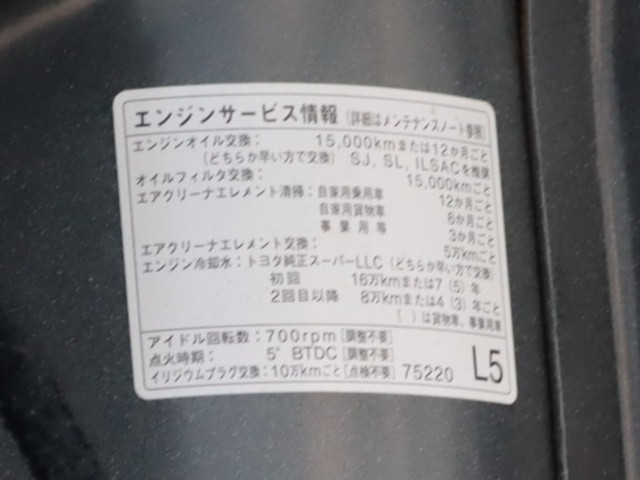 エンジンサービス情報 (詳細はメンテナンスノート参照)
エンジンオイル交換: 15,000kmまたは12か月ごと
(どちらか早い方で交換) SJ, SL, ILSACを推奨
オイルフィルタ交換: 15,000kmごと
エアクリーナエレメント清掃: 自家用乗用車 12か月ごと
自家用貨物車 6か月ごと
事業用等 3か月ごと
エアクリーナエレメント交換: 5万kmごと
エンジン冷却水: トヨタ純正スーパーLLC (どちらか早い方で交換)
初回 16万kmまたは7 (5) 年
2回目以降 8万kmまたは4 (3) 年ごと
( ) は貨物車、事業用車
アイドル回転数: 700rpm [調整不要]
点火時期: 5° BTDC [調整不要]
イリジウムプラグ交換: 10万kmごと [点検不要] 75220 L5